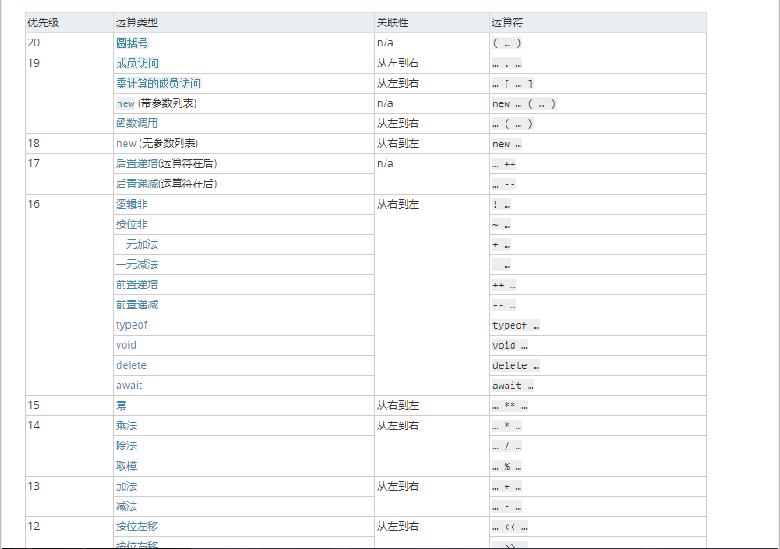 优先级 运算类型 关联性 运算符
20 圆括号 n/a ( … )
19 成员访问 从左到右 … . …
需计算的成员访问 从左到右 … [ … ]
new (带参数列表) n/a new … ( … )
函数调用 从左到右 … ( … )
18 new (无参数列表) 从右到左 new …
17 后置递增(运算符在后) n/a … ++
后置递减(运算符在后) … --
16 逻辑非 从右到左 ! …
按位非 ~ …
一元加法 + …
一元减法 …
前置递增 ++ …
前置递减 -- …
typeof typeof …
void void …
delete delete …
await await …
15 幂 从右到左 … ** …
14 乘法 从左到右 … * …
除法 … / …
取模 … % …
13 加法 从左到右 … + …
减法 … - …
12 按位左移 从左到右 … << …